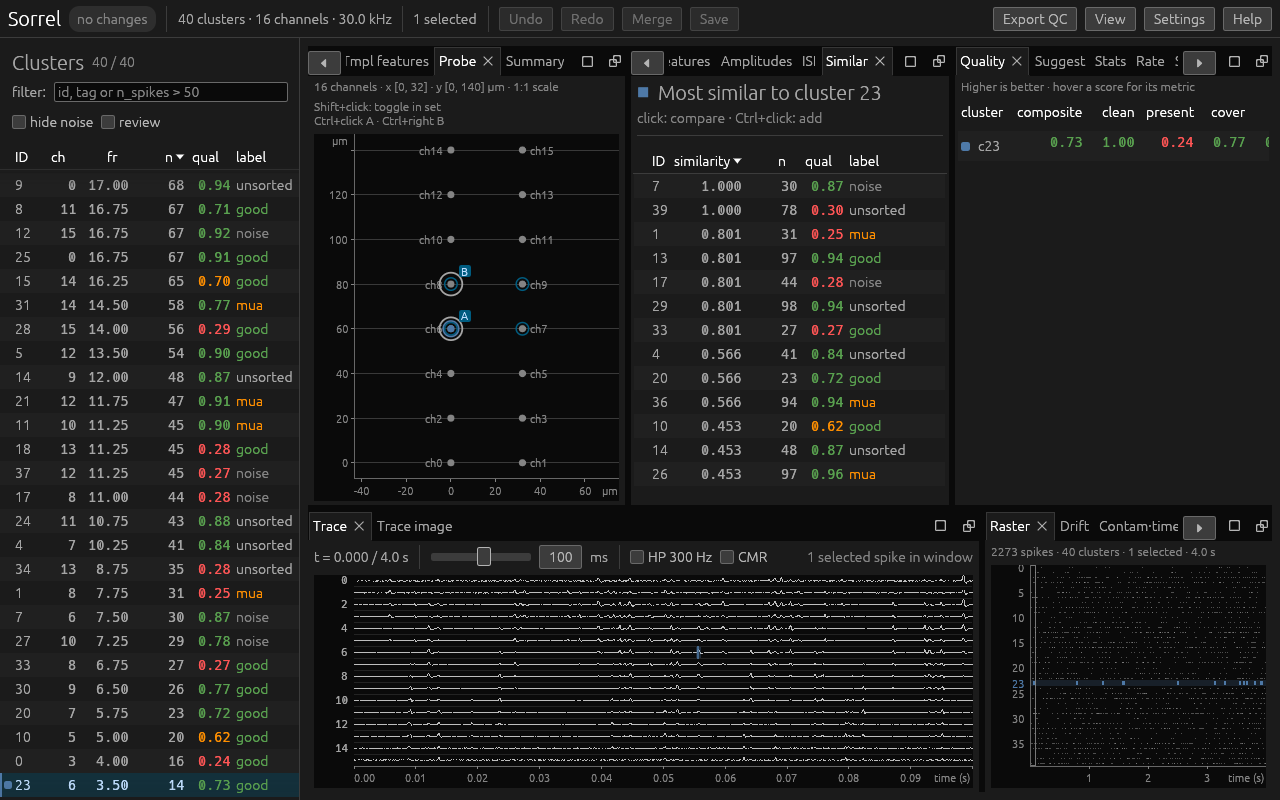 Sorrel no changes 40 clusters · 16 channels · 30.0 kHz 1 selected Undo Redo Merge Save Export QC View Settings Help
Clusters 40 / 40
filter: id, tag or n_spikes > 50
hide noise review
ID ch fr n qual label
9 0 17.00 68 0.94 unsorted
8 11 16.75 67 0.71 good
12 15 16.75 67 0.92 noise
25 0 16.75 67 0.91 good
15 14 16.25 65 0.70 good
31 14 14.50 58 0.77 mua
28 15 14.00 56 0.29 good
5 12 13.50 54 0.90 good
14 9 12.00 48 0.87 unsorted
21 12 11.75 47 0.91 mua
11 10 11.25 45 0.90 mua
18 13 11.25 45 0.28 good
37 12 11.25 45 0.27 noise
17 8 11.00 44 0.28 noise
24 11 10.75 43 0.88 unsorted
4 7 10.25 41 0.84 unsorted
34 13 8.75 35 0.28 unsorted
1 8 7.75 31 0.25 mua
7 6 7.50 30 0.87 noise
27 10 7.25 29 0.78 noise
33 8 6.75 27 0.27 good
30 9 6.50 26 0.77 good
20 7 5.75 23 0.72 good
10 5 5.00 20 0.62 good
0 3 4.00 16 0.24 good
23 6 3.50 14 0.73 good
Tmpl features Probe Summary
16 channels · x [0, 32] · y [0, 140] µm · 1:1 scale
Shift+click: toggle in set
Ctrl+click A · Ctrl+right B
µm
ch14 ch15
120 ch12 ch13
100 ch10 ch11
B
80 ch8 ch9
A
60 ch6 ch7
40 ch4 ch5
20 ch2 ch3
0 ch0 ch1
-40 -20 0 20 40 60 µm
eatures Amplitudes ISI Similar
Most similar to cluster 23
click: compare · Ctrl+click: add
ID similarity n qual label
7 1.000 30 0.87 noise
39 1.000 78 0.30 unsorted
1 0.801 31 0.25 mua
13 0.801 97 0.94 good
17 0.801 44 0.28 noise
29 0.801 98 0.94 unsorted
33 0.801 27 0.27 good
4 0.566 41 0.84 unsorted
20 0.566 23 0.72 good
36 0.566 94 0.94 mua
10 0.453 20 0.62 good
14 0.453 48 0.87 unsorted
26 0.453 97 0.96 mua
Quality Suggest Stats Rate
Higher is better · hover a score for its metric
cluster composite clean present cover
c23 0.73 1.00 0.24 0.77
Trace Trace image
t = 0.000 / 4.0 s 100 ms HP 300 Hz CMR 1 selected spike in window
0
2
4
6
8
10
12
14
0.00 0.01 0.02 0.03 0.04 0.05 0.06 0.07 0.08 0.09 time (s)
Raster Drift Contam-time
2273 spikes · 40 clusters · 1 selected · 4.0 s
0
5
10
15
20
23
25
30
35
1 2 3 time (s)